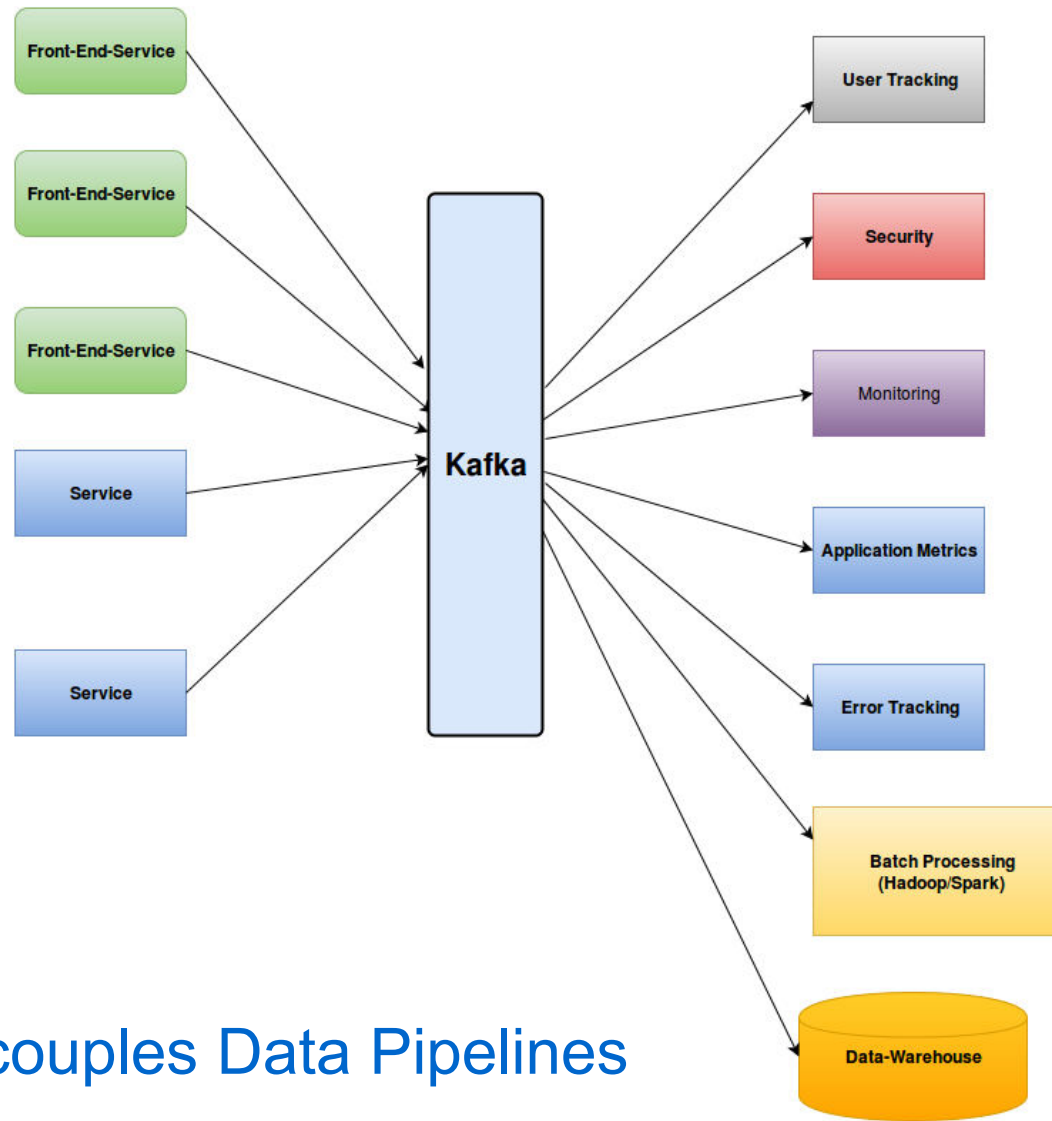 Front-End-Service
Front-End-Service
Front-End-Service
Service
Service
Kafka
User Tracking
Security
Monitoring
Application Metrics
Error Tracking
Batch Processing
(Hadoop/Spark)
Data-Warehouse
couples Data Pipelines